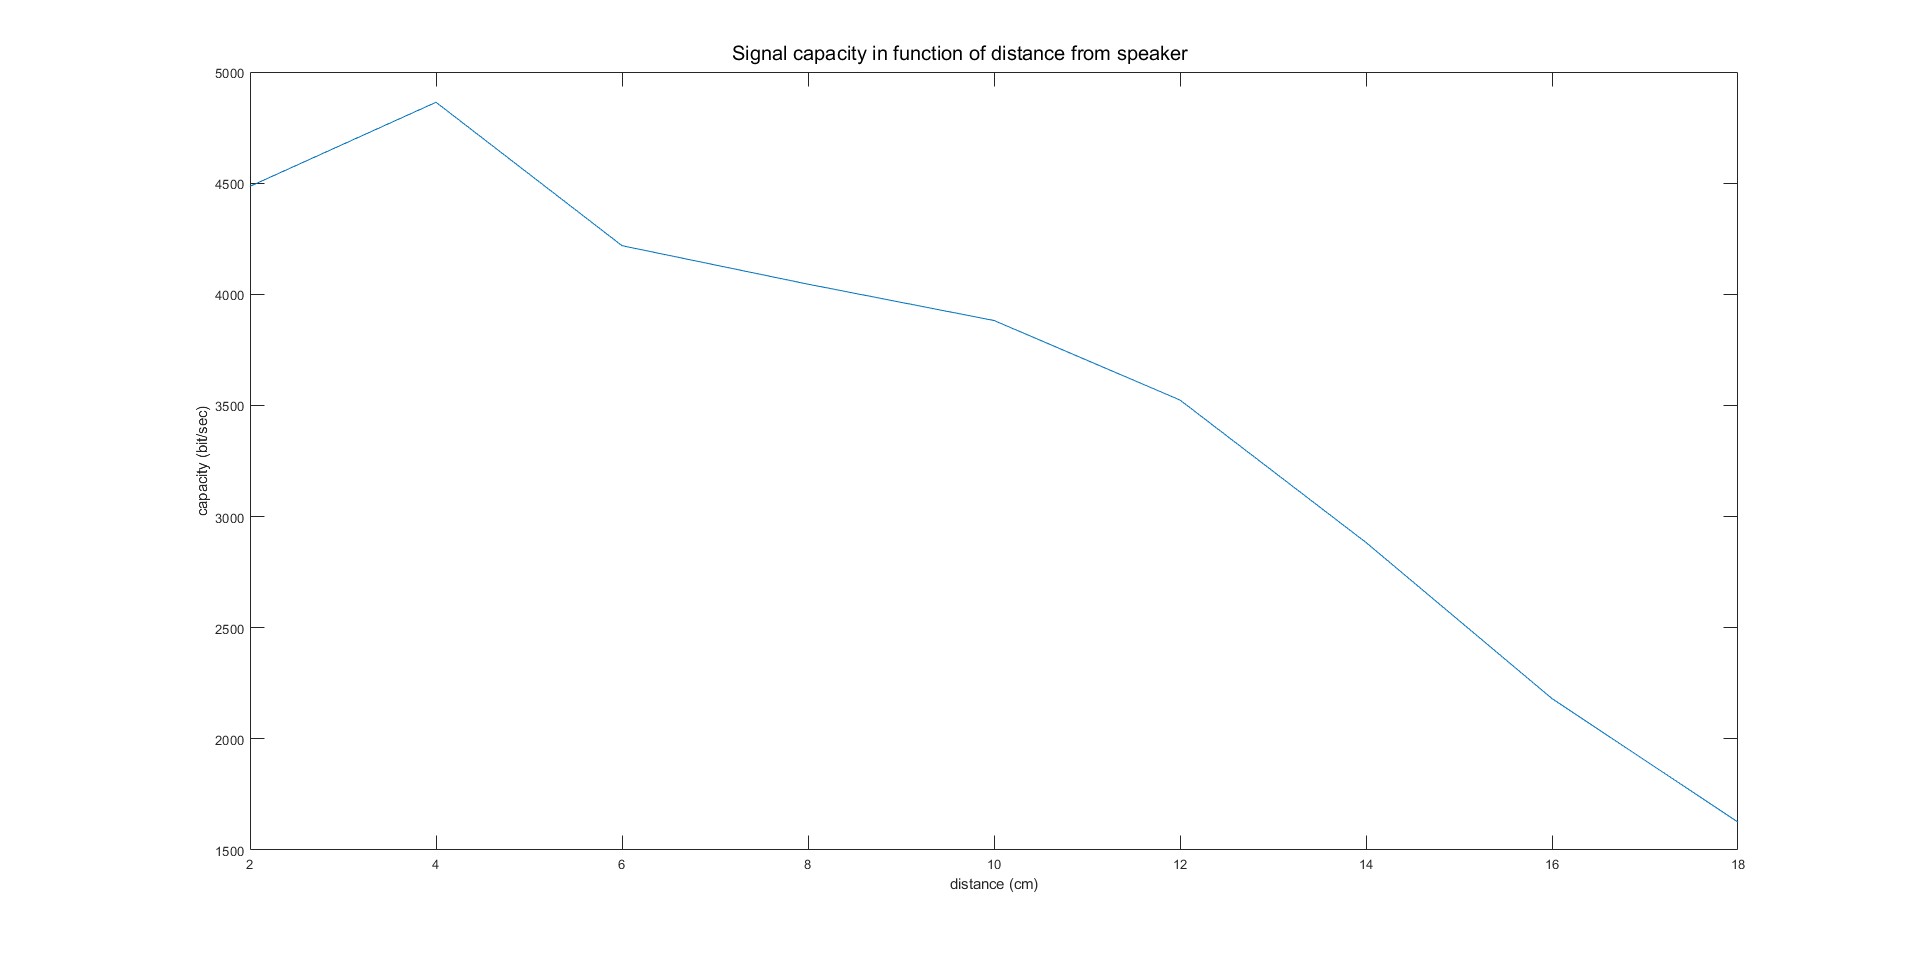 Signal capacity in function of distance from speaker
5000
4500
4000
3500
3000
2500
2000
1500
capacity (bit/sec)
2 4 6 8 10 12 14 16 18
distance (cm)